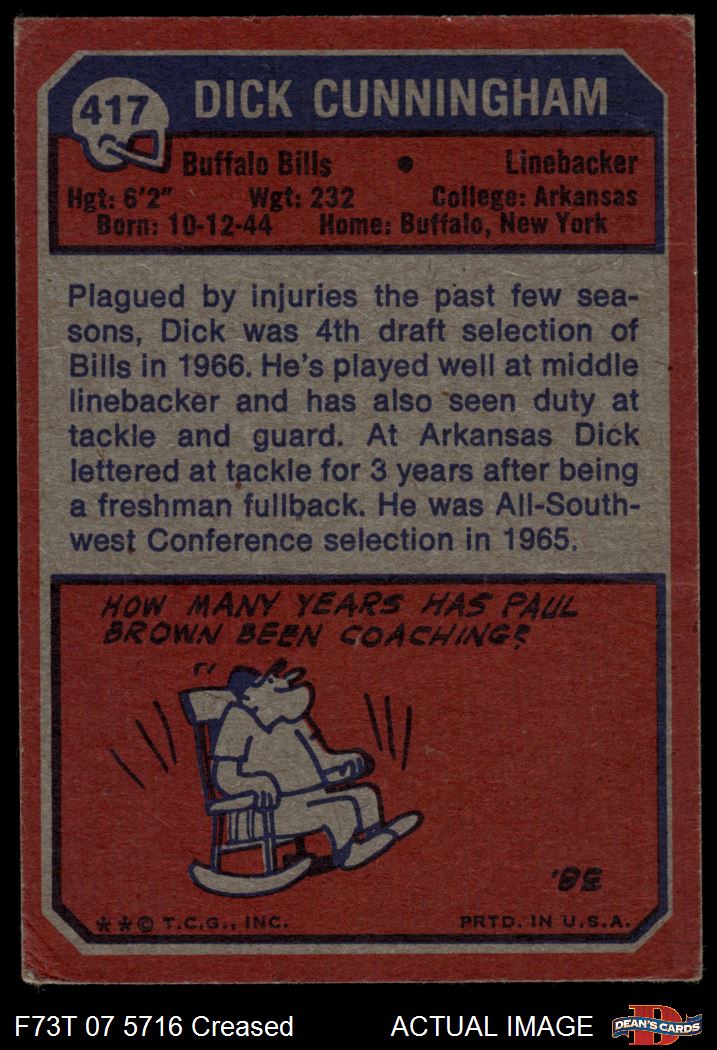 417
DICK CUNNINGHAM
Buffalo Bills • Linebacker
Hgt: 6'2" Wgt: 232 College: Arkansas
Born: 10-12-44 Home: Buffalo, New York
Plagued by injuries the past few sea-
sons, Dick was 4th draft selection of
Bills in 1966. He's played well at middle
linebacker and has also seen duty at
tackle and guard. At Arkansas Dick
lettered at tackle for 3 years after being
a freshman fullback. He was All-South-
west Conference selection in 1965.
HOW MANY YEARS HAS PAUL
BROWN BEEN COACHING?
**© T.C.G., INC. PRTD. IN U.S.A.
F73T 07 5716 Creased ACTUAL IMAGE
DEAN'S CARDS